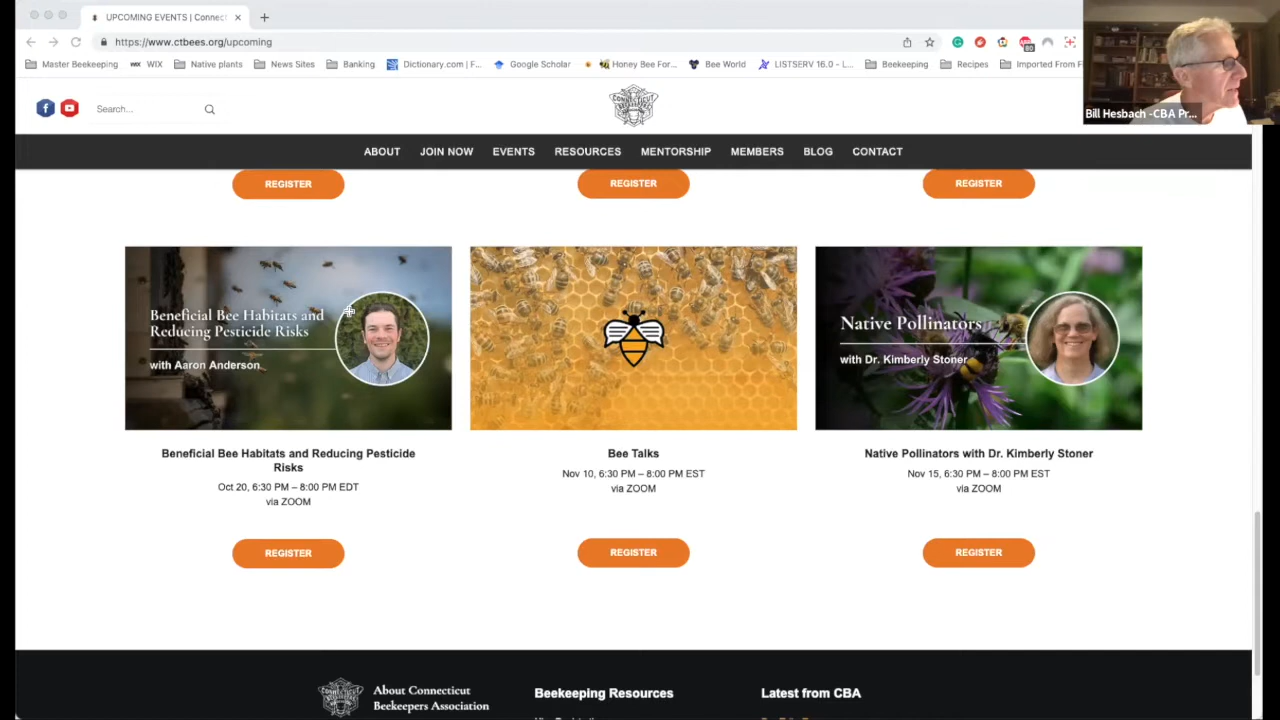 UPCOMING EVENTS | Connect
https://www.ctbees.org/upcoming
Master Beekeeping
WIX WIX
Native plants
News Sites
Banking
Dictionary.com | F...
Google Scholar
Honey Bee For...
Bee World
LISTSERV 16.0 - L...
Beekeeping
Recipes
Imported From F
80
Bill Hesbach -CBA Pr...
Search...
CONNECTICUT
ABOUT JOIN NOW EVENTS RESOURCES MENTORSHIP MEMBERS BLOG CONTACT
REGISTER REGISTER REGISTER
Beneficial Bee Habitats and
Reducing Pesticide Risks
with Aaron Anderson
Native Pollinators
with Dr. Kimberly Stoner
Beneficial Bee Habitats and Reducing Pesticide
Risks
Oct 20, 6:30 PM – 8:00 PM EDT
via ZOOM
REGISTER
Bee Talks
Nov 10, 6:30 PM – 8:00 PM EST
via ZOOM
REGISTER
Native Pollinators with Dr. Kimberly Stoner
Nov 15, 6:30 PM – 8:00 PM EST
via ZOOM
REGISTER
About Connecticut
Beekeepers Association
Beekeeping Resources
Latest from CBA